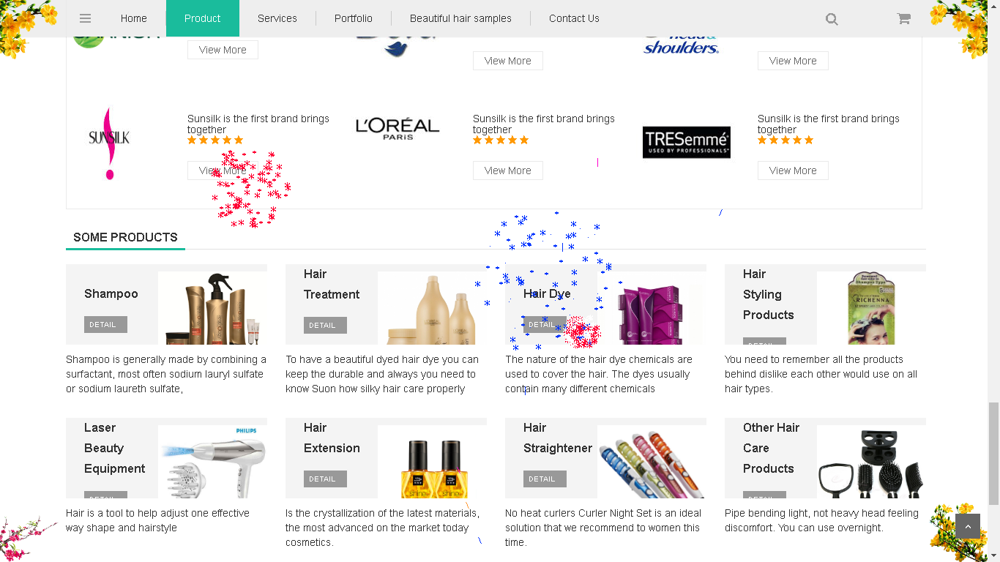 Home
Product
Services
Portfolio
Beautiful hair samples
Contact Us
View More
View More
head&
shoulders.
View More
SUNSILK
Sunsilk is the first brand brings
together
View More
L'ORÉAL
PARIS
Sunsilk is the first brand brings
together
View More
TRESemmé
USED BY PROFESSIONALS
Sunsilk is the first brand brings
together
View More
SOME PRODUCTS
Shampoo
DETAIL
Shampoo is generally made by combining a
surfactant, most often sodium lauryl sulfate
or sodium laureth sulfate,
Hair
Treatment
DETAIL
To have a beautiful dyed hair dye you can
keep the durable and always you need to
know Suon how silky hair care properly
Hair Dye
DETAIL
The nature of the hair dye chemicals are
used to cover the hair. The dyes usually
contain many different chemicals
Hair
Styling
Products
DETAIL
RICHENNA
You need to remember all the products
behind dislike each other would use on all
hair types.
Laser
Beauty
Equipment
DETAIL
PHILIPS
Hair is a tool to help adjust one effective
way shape and hairstyle
Hair
Extension
DETAIL
shine
shine
Is the crystallization of the latest materials,
the most advanced on the market today
cosmetics.
Hair
Straightener
DETAIL
No heat curlers Curler Night Set is an ideal
solution that we recommend to women this
time.
Other Hair
Care
Products
DETAIL
Pipe bending light, not heavy head feeling
discomfort. You can use overnight.